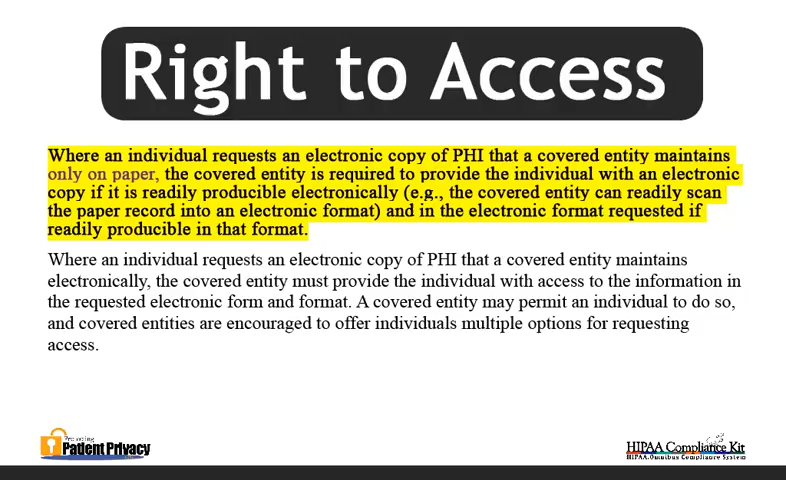 Right to Access
Where an individual requests an electronic copy of PHI that a covered entity maintains
only on paper, the covered entity is required to provide the individual with an electronic
copy if it is readily producible electronically (e.g., the covered entity can readily scan
the paper record into an electronic format) and in the electronic format requested if
readily producible in that format.
Where an individual requests an electronic copy of PHI that a covered entity maintains
electronically, the covered entity must provide the individual with access to the information in
the requested electronic form and format. A covered entity may permit an individual to do so,
and covered entities are encouraged to offer individuals multiple options for requesting
access.
Protecting
Patient Privacy
HIPAA Compliance Kit
HIPAA Omnibus Compliance System